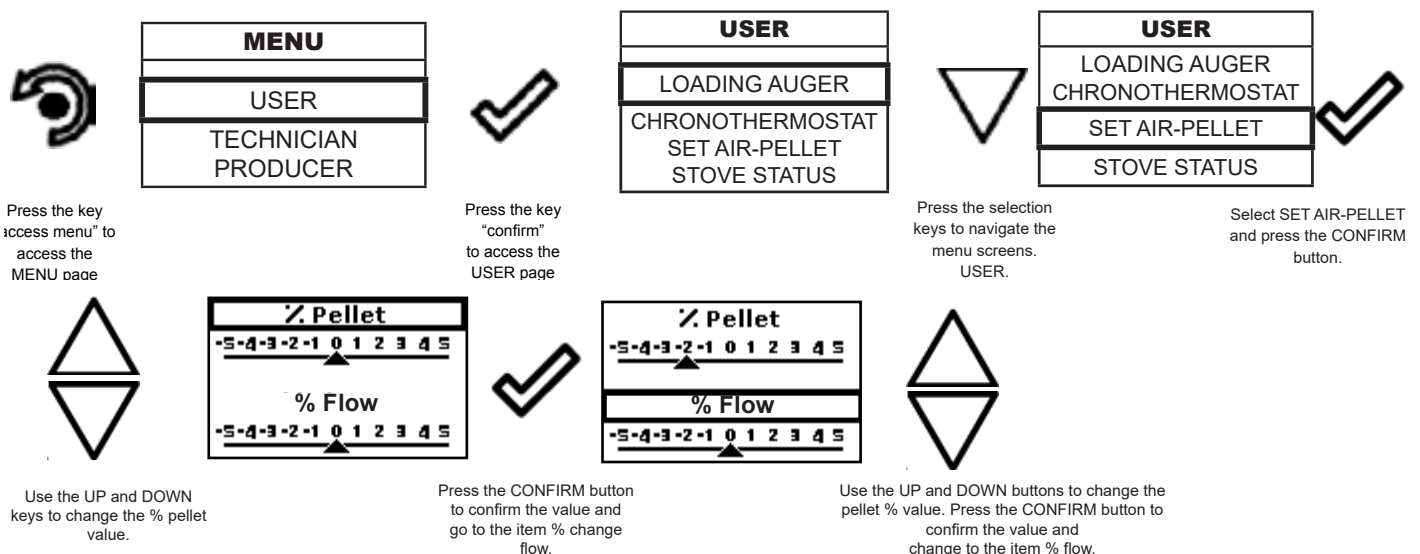 MENU
USER
TECHNICIAN
PRODUCER
USER
LOADING AUGER
CHRONOTHERMOSTAT
SET AIR-PELLET
STOVE STATUS
USER
LOADING AUGER
CHRONOTHERMOSTAT
SET AIR-PELLET
STOVE STATUS
Press the key
access menu” to
access the
MENU page
Press the key
“confirm”
to access the
USER page
Press the selection
keys to navigate the
menu screens.
USER.
Select SET AIR-PELLET
and press the CONFIRM
button.
% Pellet
-5-4-3-2-1 0 1 2 3 4 5
% Flow
-5-4-3-2-1 0 1 2 3 4 5
% Pellet
-5-4-3-2-1 0 1 2 3 4 5
% Flow
-5-4-3-2-1 0 1 2 3 4 5
Use the UP and DOWN
keys to change the % pellet
value.
Press the CONFIRM button
to confirm the value and
go to the item % change
flow.
Use the UP and DOWN buttons to change the
pellet % value. Press the CONFIRM button to
confirm the value and
change to the item % flow.